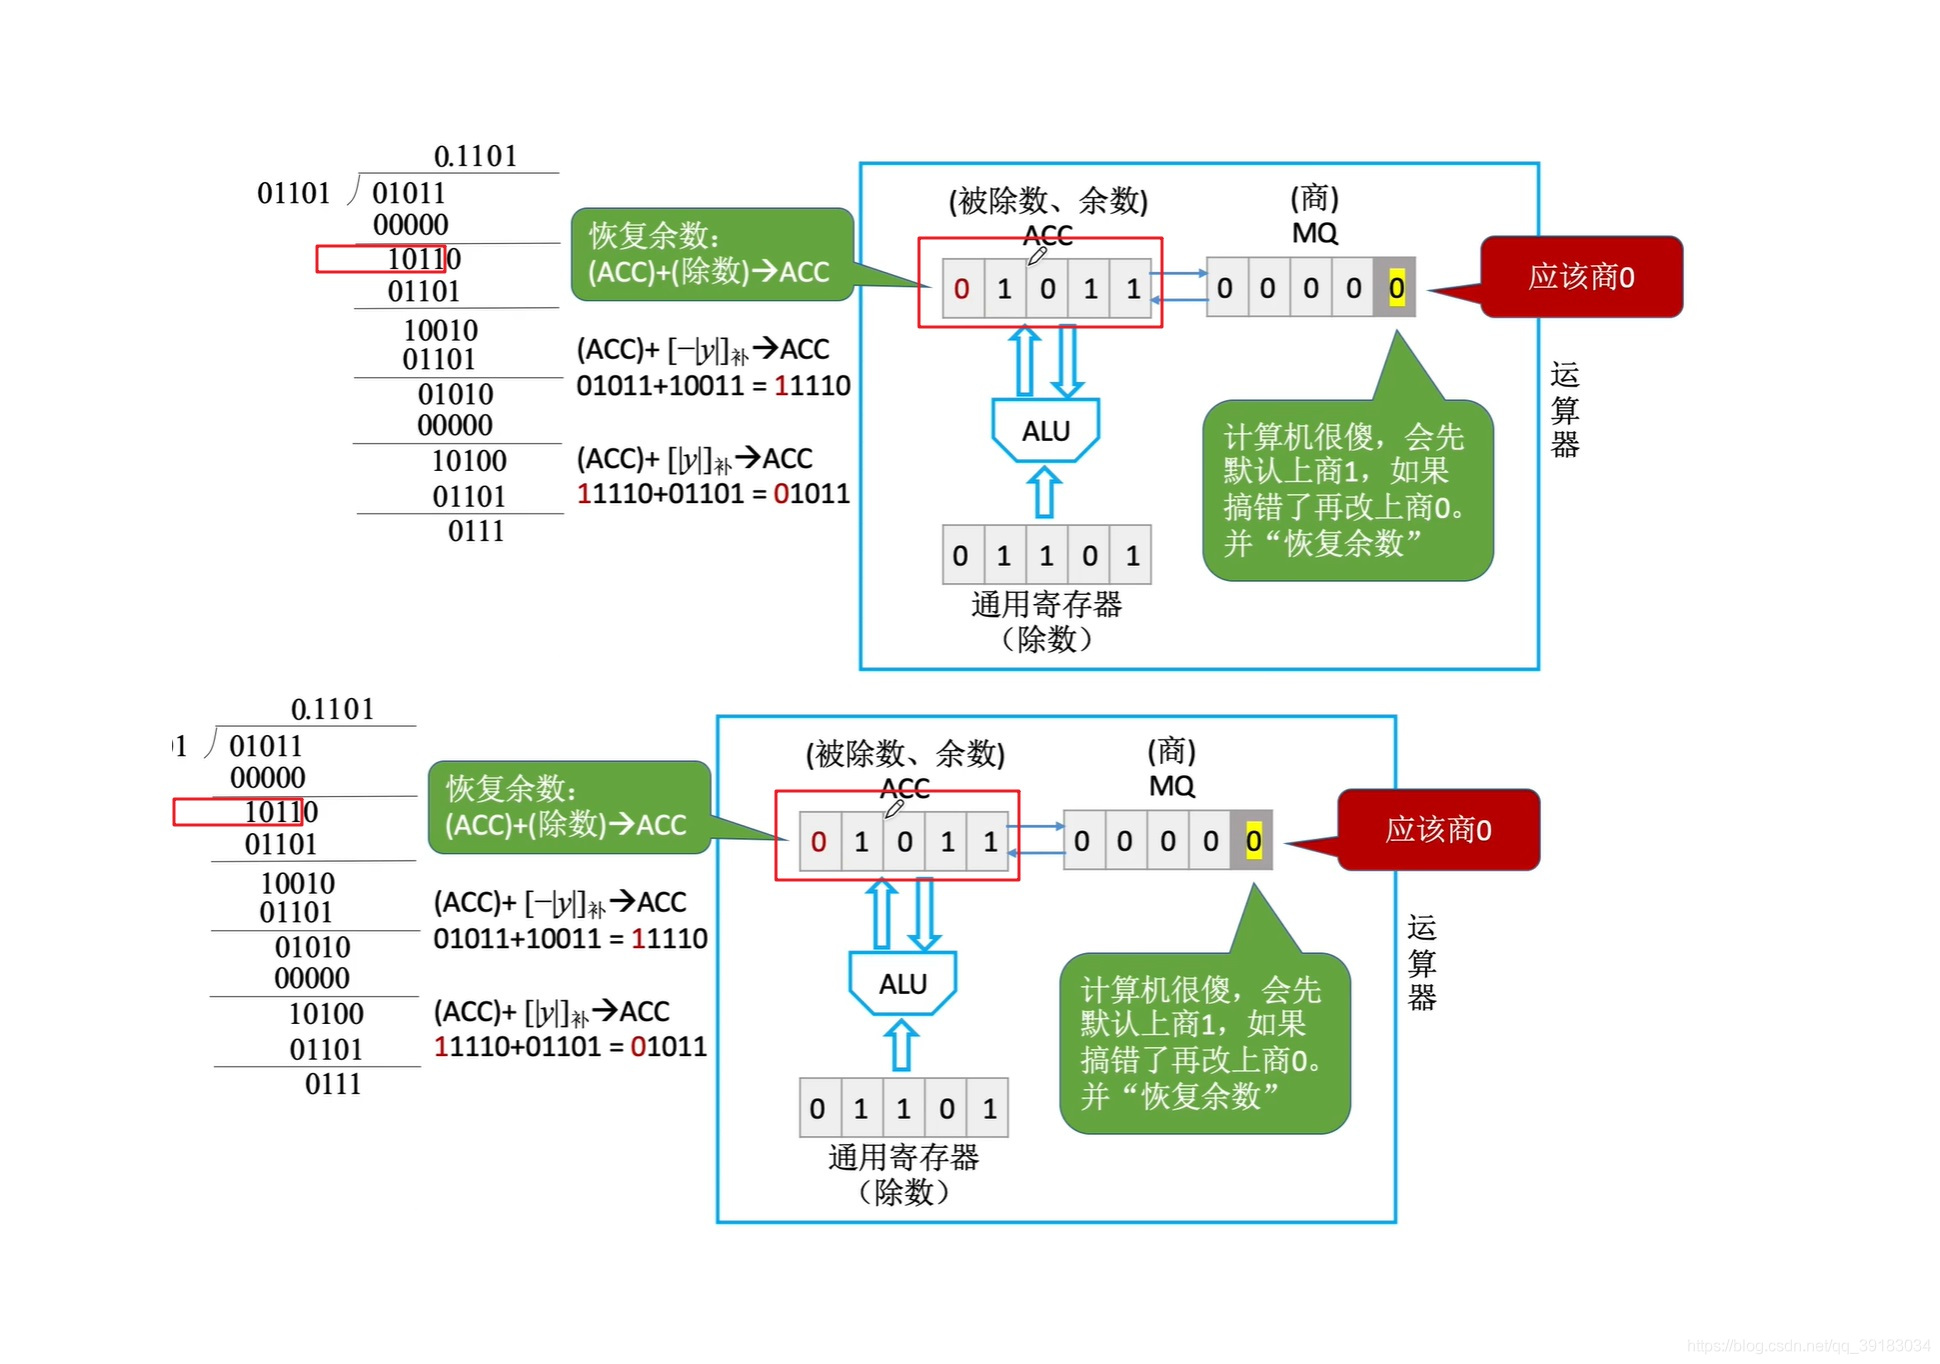 0.1101
01101
01011
00000
10110
01101
10010
01101
01010
00000
10100
01101
0111
恢复余数：
(ACC)+(除数)→ACC
(ACC)+ [−|y|]补→ACC
01011+10011 = 11110
(ACC)+ [|y|]补→ACC
11110+01101 = 01011
(被除数、余数)
ACC
0 1 0 1 1
(商)
MQ
0 0 0 0 0
应该商0
ALU
0 1 1 0 1
通用寄存器
（除数）
计算机很傻，会先
默认上商1，如果
搞错了再改上商0。
并“恢复余数”
运
算
器
0.1101
1
01011
00000
10110
01101
10010
01101
01010
00000
10100
01101
0111
恢复余数：
(ACC)+(除数)→ACC
(ACC)+ [−|y|]补→ACC
01011+10011 = 11110
(ACC)+ [|y|]补→ACC
11110+01101 = 01011
(被除数、余数)
ACC
0 1 0 1 1
(商)
MQ
0 0 0 0 0
应该商0
ALU
0 1 1 0 1
通用寄存器
（除数）
计算机很傻，会先
默认上商1，如果
搞错了再改上商0。
并“恢复余数”
运
算
器
https://blog.csdn.net/qq_39183034